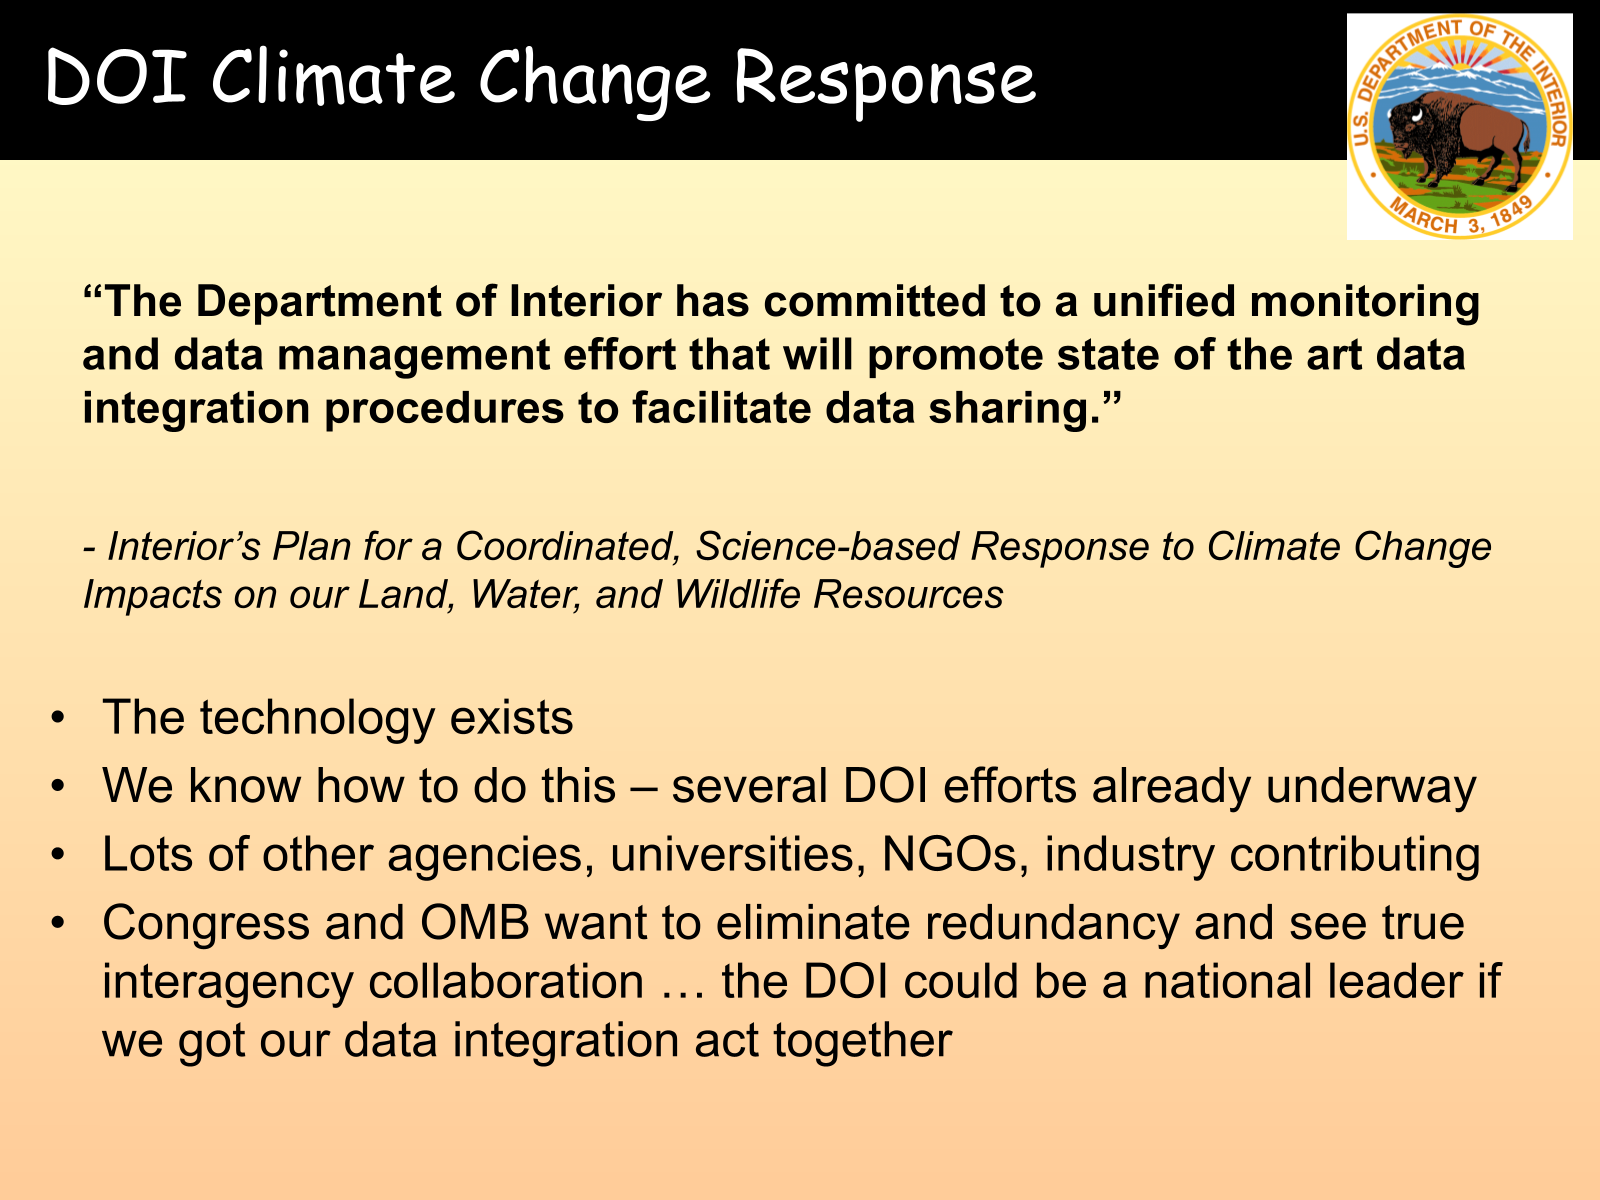 DOI Climate Change Response
U.S. DEPARTMENT OF THE INTERIOR
MARCH 3, 1849
“The Department of Interior has committed to a unified monitoring
and data management effort that will promote state of the art data
integration procedures to facilitate data sharing.”
- Interior’s Plan for a Coordinated, Science-based Response to Climate Change
Impacts on our Land, Water, and Wildlife Resources
• The technology exists
• We know how to do this – several DOI efforts already underway
• Lots of other agencies, universities, NGOs, industry contributing
• Congress and OMB want to eliminate redundancy and see true
interagency collaboration … the DOI could be a national leader if
we got our data integration act together